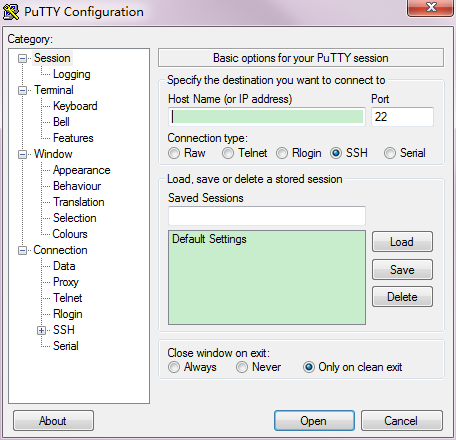 PuTTY Configuration
Category:
Session
Logging
Terminal
Keyboard
Bell
Features
Window
Appearance
Behaviour
Translation
Selection
Colours
Connection
Data
Proxy
Telnet
Rlogin
SSH
Serial
Basic options for your PuTTY session
Specify the destination you want to connect to
Host Name (or IP address) Port
22
Connection type:
Raw Telnet Rlogin SSH Serial
Load, save or delete a stored session
Saved Sessions
Default Settings
Load
Save
Delete
Close window on exit:
Always Never Only on clean exit
About Open Cancel